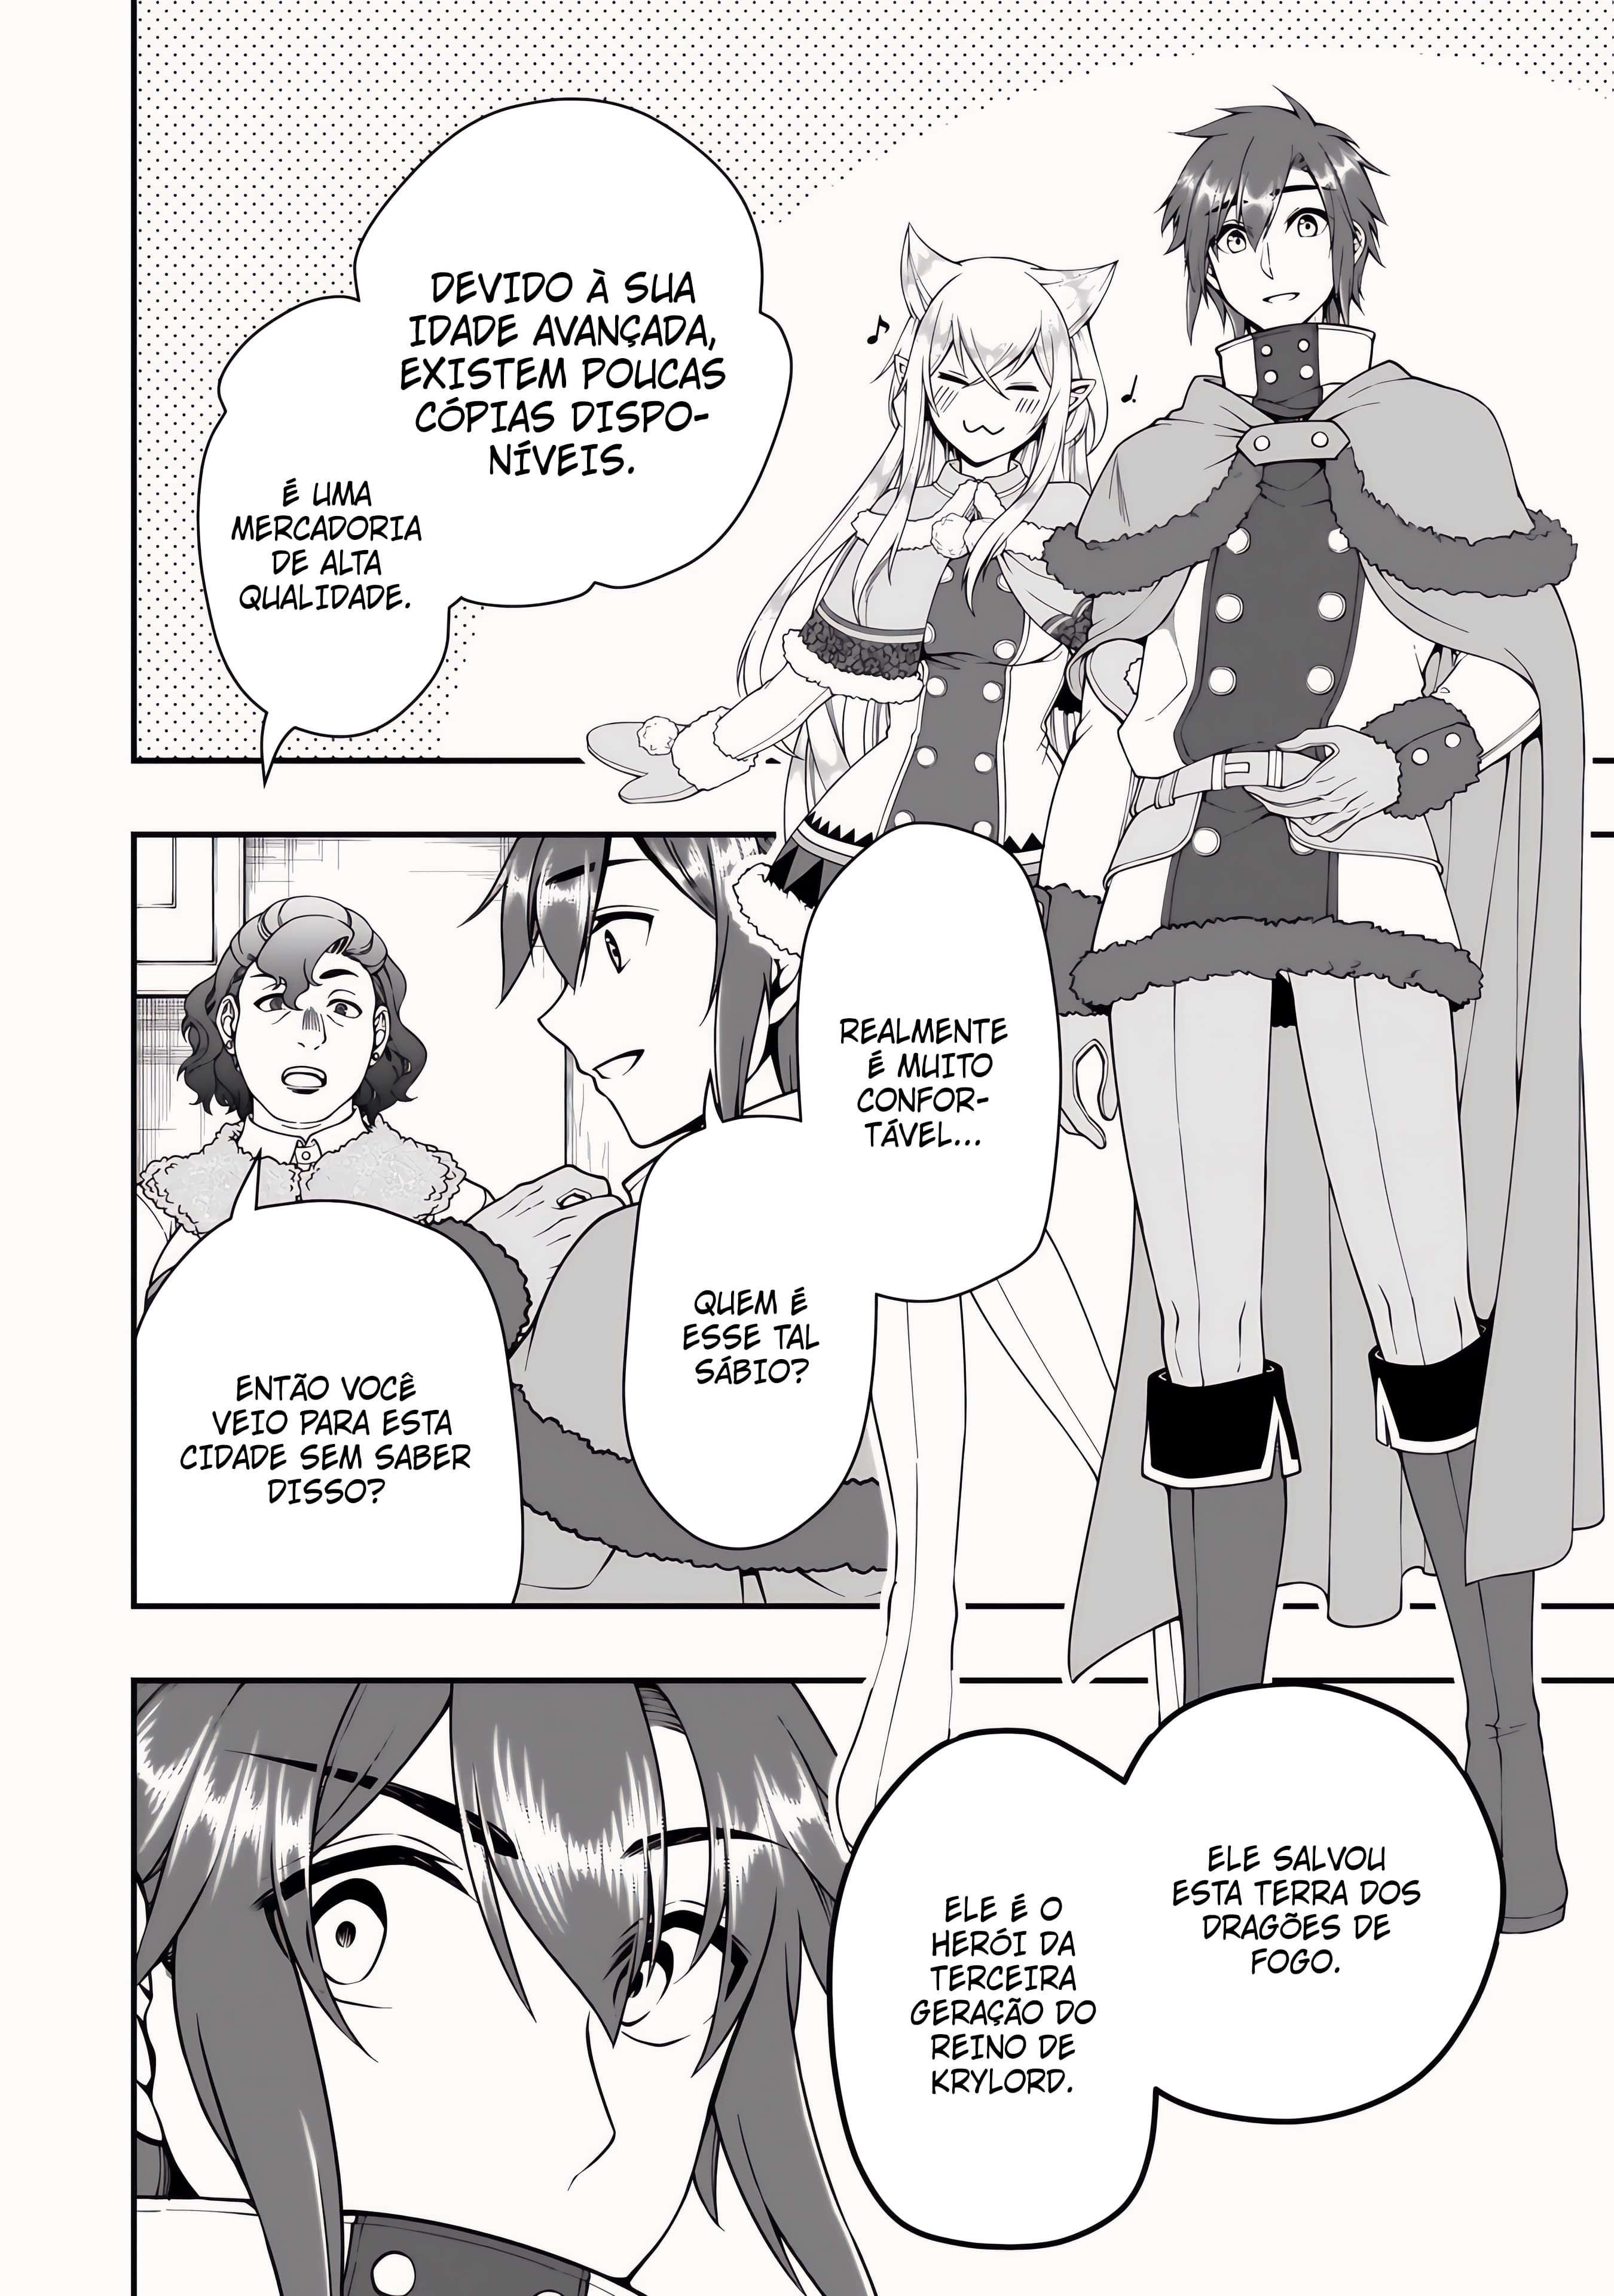 DEVIDO À SUA
IDADE AVANÇADA,
EXISTEM POUCAS
CÓPIAS DISPO-
NÍVEIS.
É UMA
MERCADORIA
DE ALTA
QUALIDADE.
REALMENTE
É MUITO
CONFOR-
TÁVEL...
QUEM É
ESSE TAL
SÁBIO?
ENTÃO VOCÊ
VEIO PARA ESTA
CIDADE SEM SABER
DISSO?
ELE SALVOU
ESTA TERRA DOS
DRAGÕES DE
FOGO.
ELE É O
HERÓI DA
TERCEIRA
GERAÇÃO DO
REINO DE
KRYLORD.